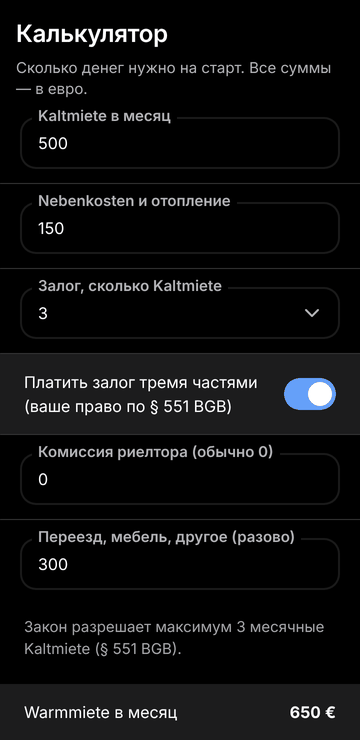 Калькулятор
Сколько денег нужно на старт. Все суммы
— в евро.
Kaltmiete в месяц
500
Nebenkosten и отопление
150
Залог, сколько Kaltmiete
3
Платить залог тремя частями
(ваше право по § 551 BGB)
Комиссия риелтора (обычно 0)
0
Переезд, мебель, другое (разово)
300
Закон разрешает максимум 3 месячные
Kaltmiete (§ 551 BGB).
Warmmiete в месяц 650 €